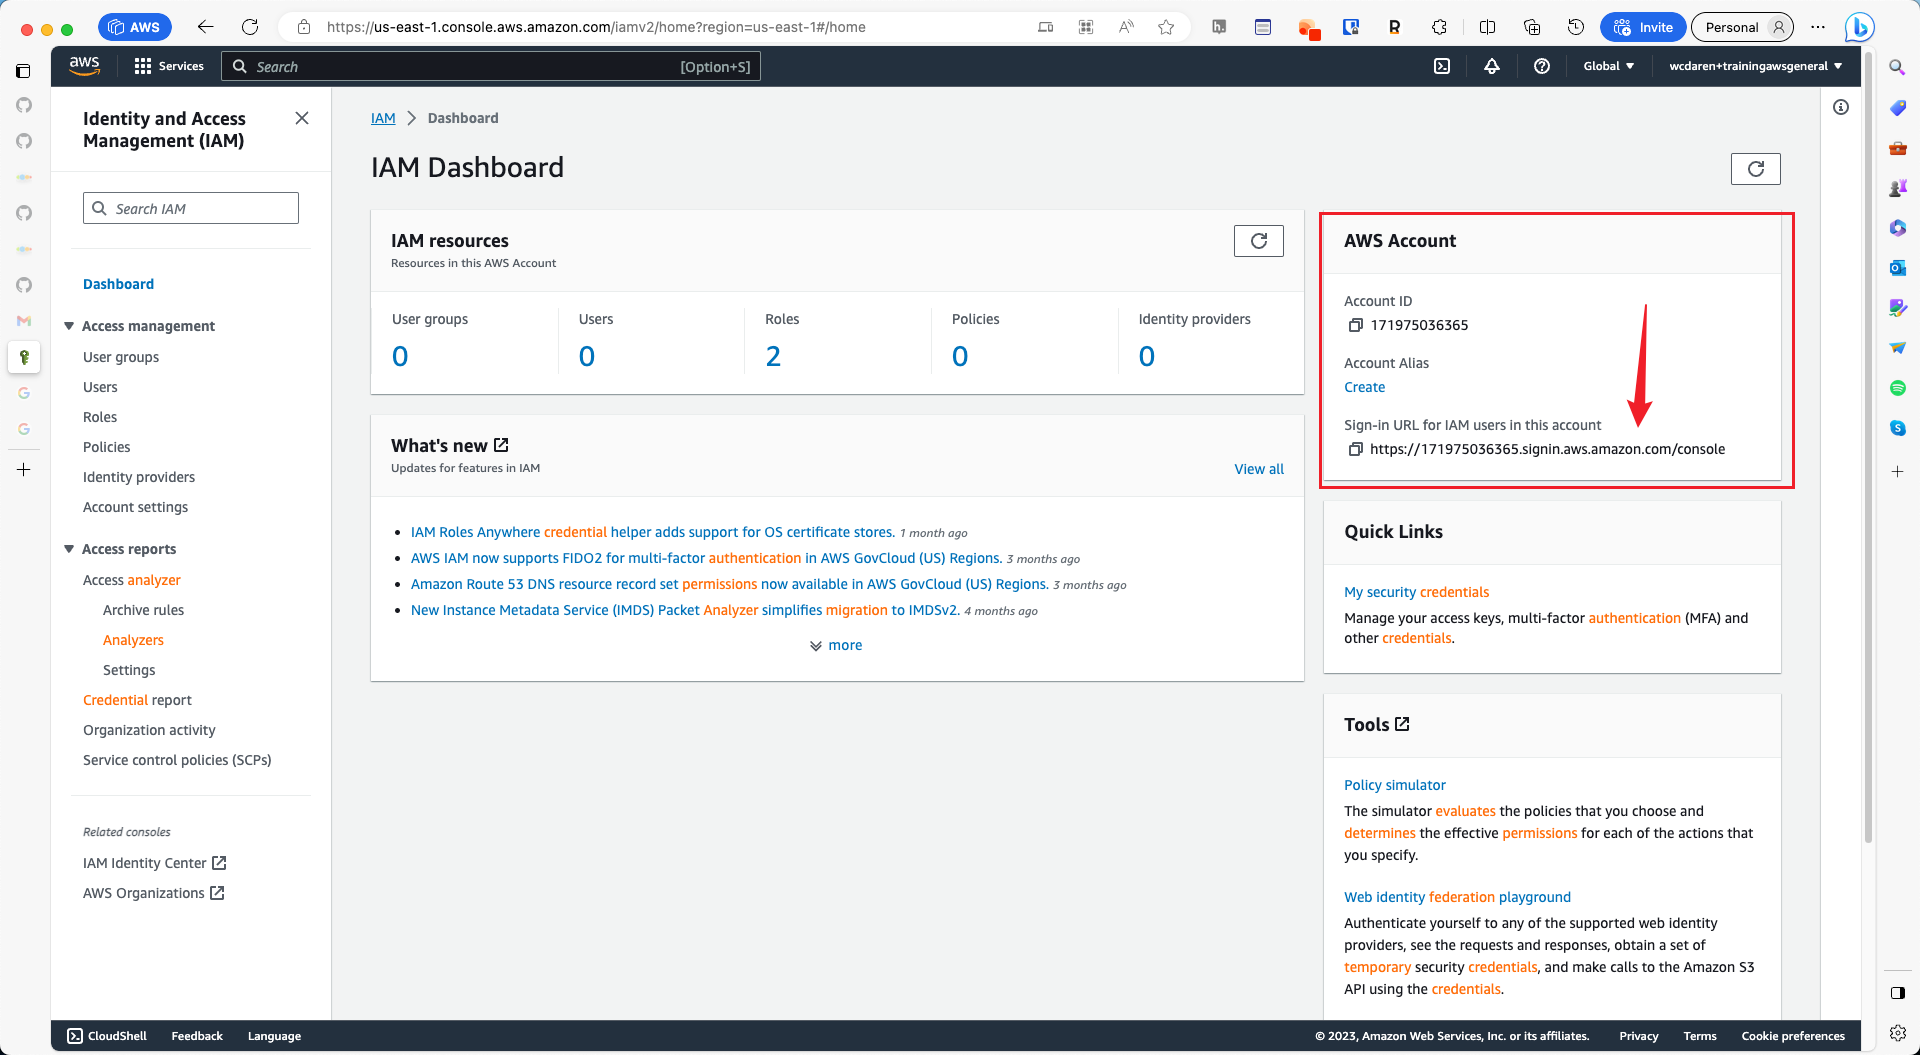 AWS
https://us-east-1.console.aws.amazon.com/iamv2/home?region=us-east-1#/home
Invite
Personal
aws
Services
Search
[Option+S]
Global
wcdaren+trainingawsgeneral
Identity and Access
Management (IAM)
Search IAM
Dashboard
Access management
User groups
Users
Roles
Policies
Identity providers
Account settings
Access reports
Access analyzer
Archive rules
Analyzers
Settings
Credential report
Organization activity
Service control policies (SCPs)
Related consoles
IAM Identity Center
AWS Organizations
IAM > Dashboard
IAM Dashboard
IAM resources
Resources in this AWS Account
User groups
0
Users
0
Roles
2
Policies
0
Identity providers
0
What's new
Updates for features in IAM
View all
IAM Roles Anywhere credential helper adds support for OS certificate stores. 1 month ago
AWS IAM now supports FIDO2 for multi-factor authentication in AWS GovCloud (US) Regions. 3 months ago
Amazon Route 53 DNS resource record set permissions now available in AWS GovCloud (US) Regions. 3 months ago
New Instance Metadata Service (IMDS) Packet Analyzer simplifies migration to IMDSv2. 4 months ago
more
AWS Account
Account ID
171975036365
Account Alias
Create
Sign-in URL for IAM users in this account
https://171975036365.signin.aws.amazon.com/console
Quick Links
My security credentials
Manage your access keys, multi-factor authentication (MFA) and
other credentials.
Tools
Policy simulator
The simulator evaluates the policies that you choose and
determines the effective permissions for each of the actions that
you specify.
Web identity federation playground
Authenticate yourself to any of the supported web identity
providers, see the requests and responses, obtain a set of
temporary security credentials, and make calls to the Amazon S3
API using the credentials.
CloudShell
Feedback
Language
© 2023, Amazon Web Services, Inc. or its affiliates.
Privacy
Terms
Cookie preferences